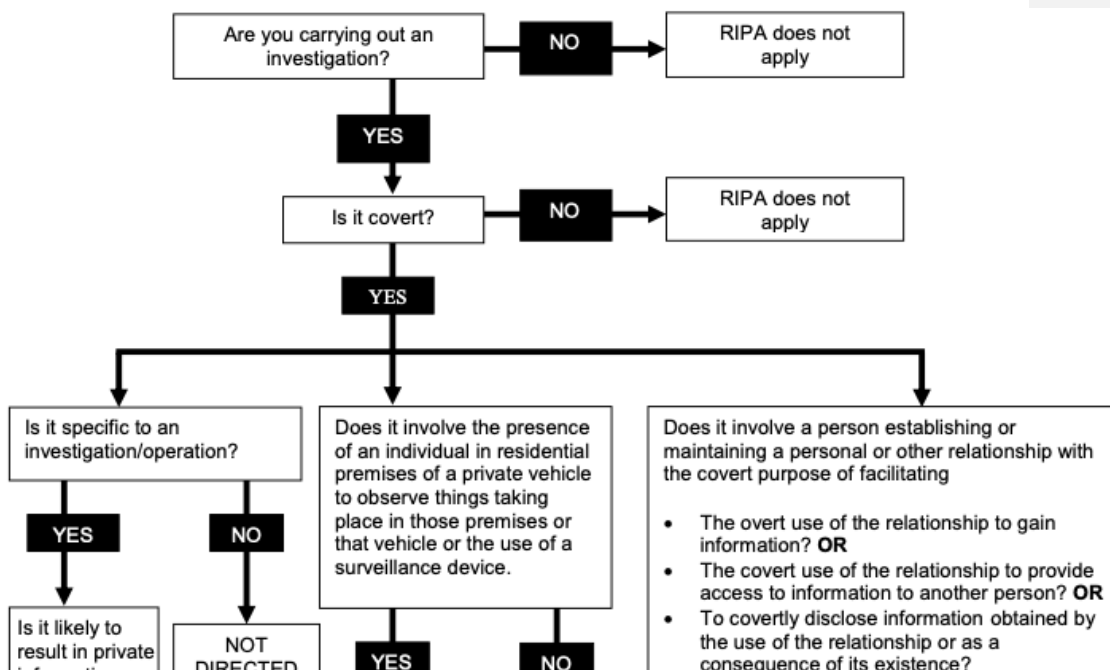 Are you carrying out an
investigation?
NO
RIPA does not
apply
YES
Is it covert?
NO
RIPA does not
apply
YES
Is it specific to an
investigation/operation?
YES
NO
Is it likely to
result in private
NOT
DIRECTED
Does it involve the presence
of an individual in residential
premises of a private vehicle
to observe things taking
place in those premises or
that vehicle or the use of a
surveillance device.
YES
NO
Does it involve a person establishing or
maintaining a personal or other relationship with
the covert purpose of facilitating
• The overt use of the relationship to gain
information? OR
• The covert use of the relationship to provide
access to information to another person? OR
• To covertly disclose information obtained by
the use of the relationship or as a
consequence of its existence?